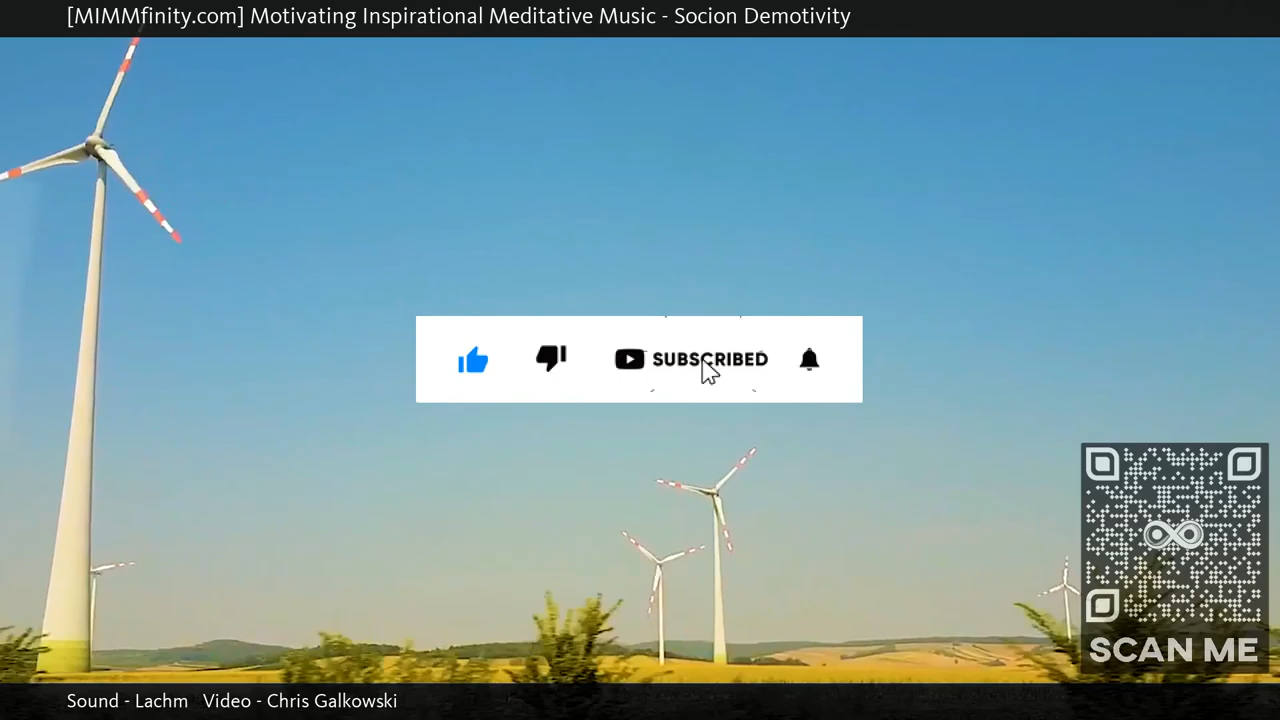 [MIMMfinity.com] Motivating Inspirational Meditative Music - Socion Demotivity
SUBSCRIBED
SCAN ME
Sound - Lachm   Video - Chris Galkowski